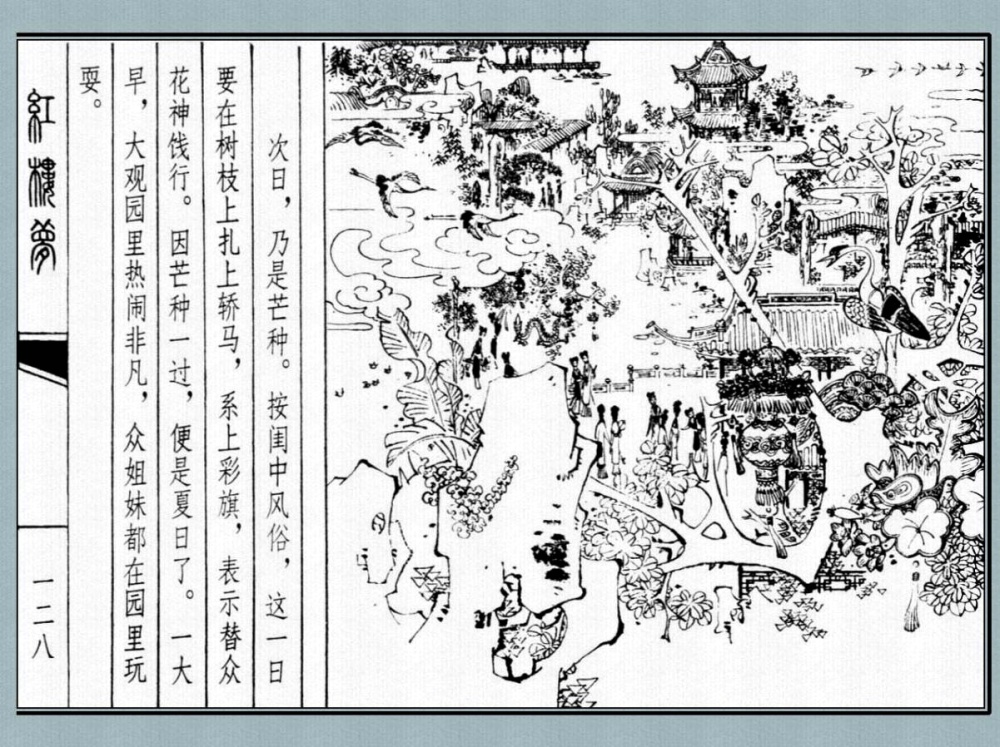 次日，乃是芒种。按闺中风俗，这一日
要在树枝上扎上轿马，系上彩旗，表示替众
花神饯行。因芒种一过，便是夏日了。一大
早，大观园里热闹非凡，众姐妹都在园里玩
耍。
紅樓夢
一二八